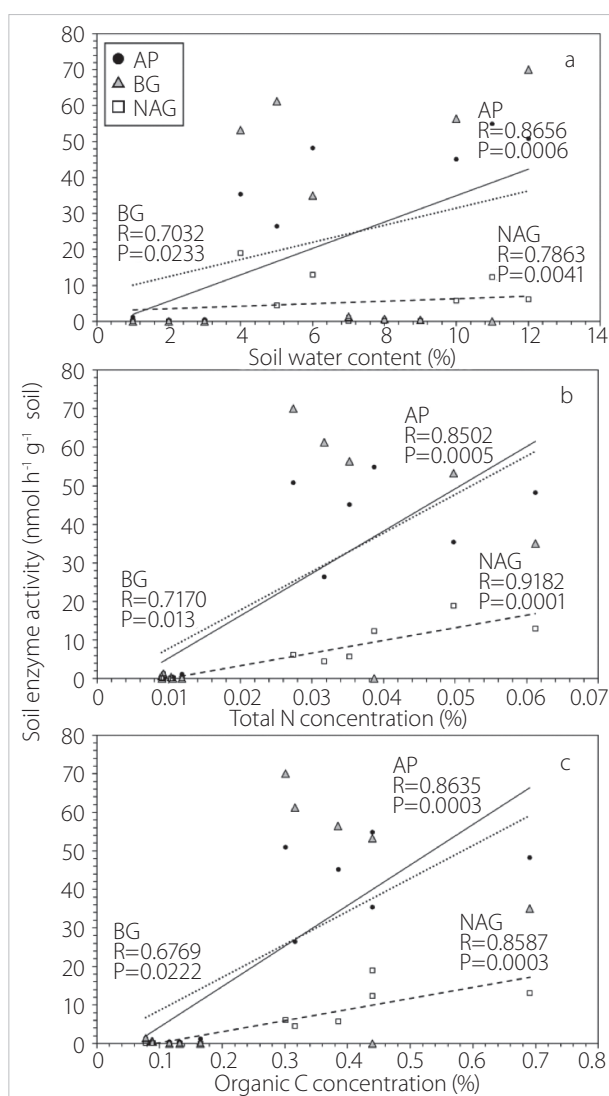 Soil enzyme activity (nmol h⁻¹ g⁻¹ soil)
AP
BG
NAG
a
80
70
60
50
40
30
20
10
0
AP
R=0.8656
P=0.0006
BG
R=0.7032
P=0.0233
NAG
R=0.7863
P=0.0041
0 2 4 6 8 10 12 14
Soil water content (%)
b
80
70
60
50
40
30
20
10
0
AP
R=0.8502
P=0.0005
BG
R=0.7170
P=0.013
NAG
R=0.9182
P=0.0001
0 0.01 0.02 0.03 0.04 0.05 0.06 0.07
Total N concentration (%)
c
80
70
60
50
40
30
20
10
0
AP
R=0.8635
P=0.0003
BG
R=0.6769
P=0.0222
NAG
R=0.8587
P=0.0003
0 0.1 0.2 0.3 0.4 0.5 0.6 0.7 0.8
Organic C concentration (%)